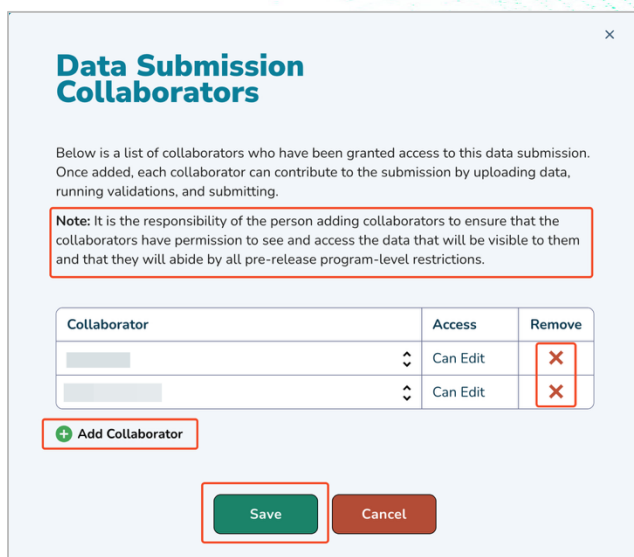 Data Submission
Collaborators
Below is a list of collaborators who have been granted access to this data submission.
Once added, each collaborator can contribute to the submission by uploading data,
running validations, and submitting.
Note: It is the responsibility of the person adding collaborators to ensure that the
collaborators have permission to see and access the data that will be visible to them
and that they will abide by all pre-release program-level restrictions.
Collaborator Access Remove
Can Edit
Can Edit
Add Collaborator
Save Cancel